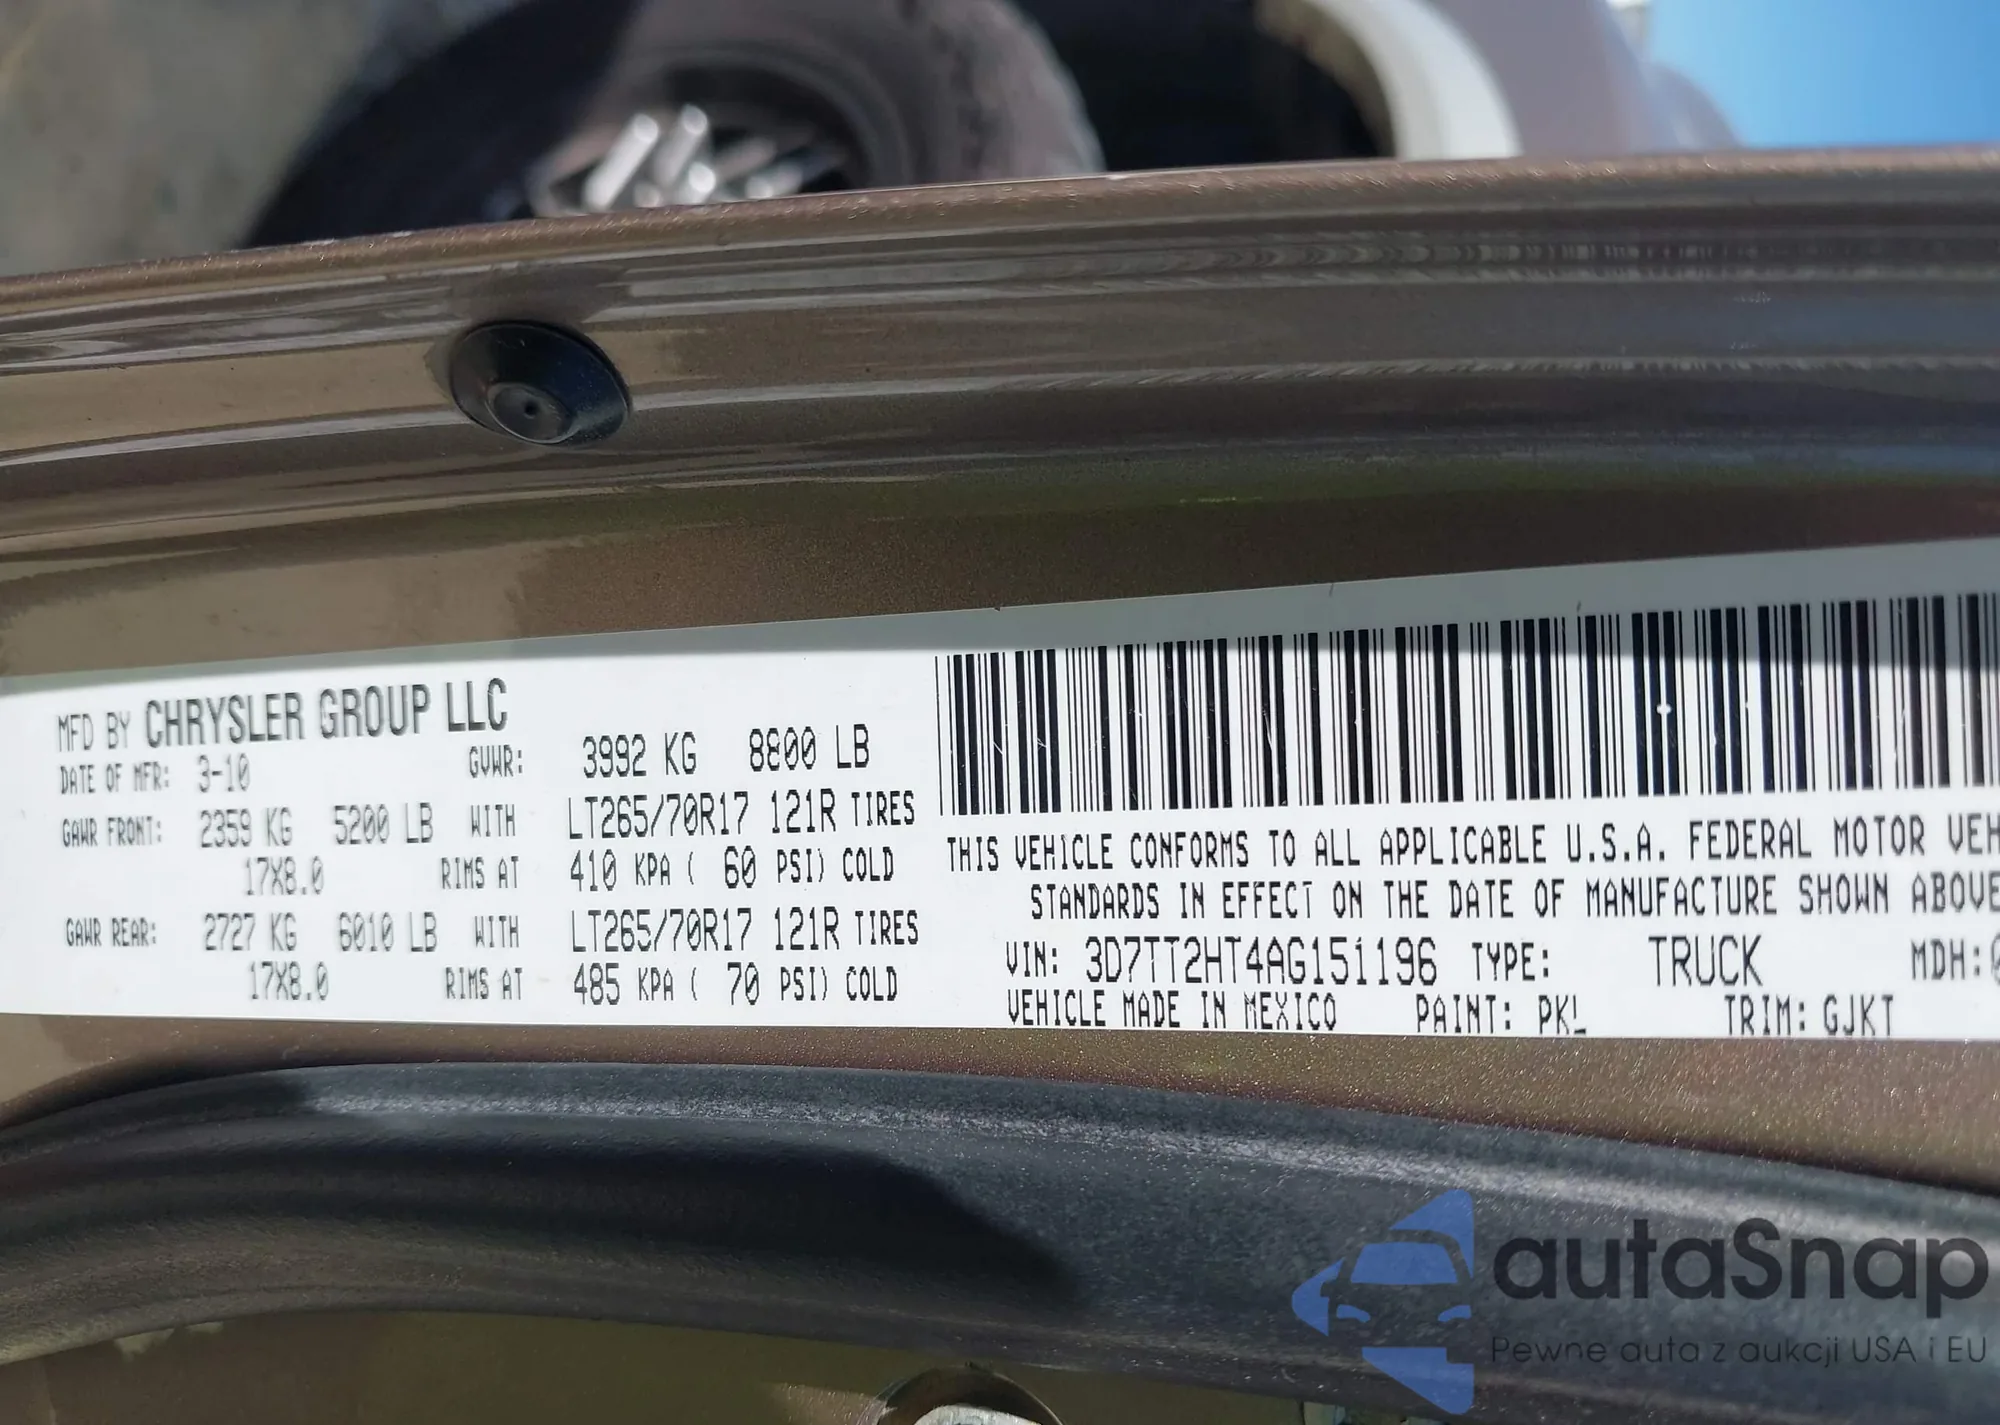 MFD BY CHRYSLER GROUP LLC
DATE OF MFR: 3-10 GVWR: 3992 KG 8800 LB
GAWR FRONT: 2359 KG 5200 LB WITH LT265/70R17 121R TIRES
17X8.0 RIMS AT 410 KPA ( 60 PSI) COLD
GAWR REAR: 2727 KG 6010 LB WITH LT265/70R17 121R TIRES
17X8.0 RIMS AT 485 KPA ( 70 PSI) COLD
THIS VEHICLE CONFORMS TO ALL APPLICABLE U.S.A. FEDERAL MOTOR VEH
STANDARDS IN EFFECT ON THE DATE OF MANUFACTURE SHOWN ABOVE
VIN: 3D7TT2HT4AG151196 TYPE: TRUCK MDH:
VEHICLE MADE IN MEXICO PAINT: PKL TRIM: GJKT
autaSnap
Pewne auta z aukcji USA i EU